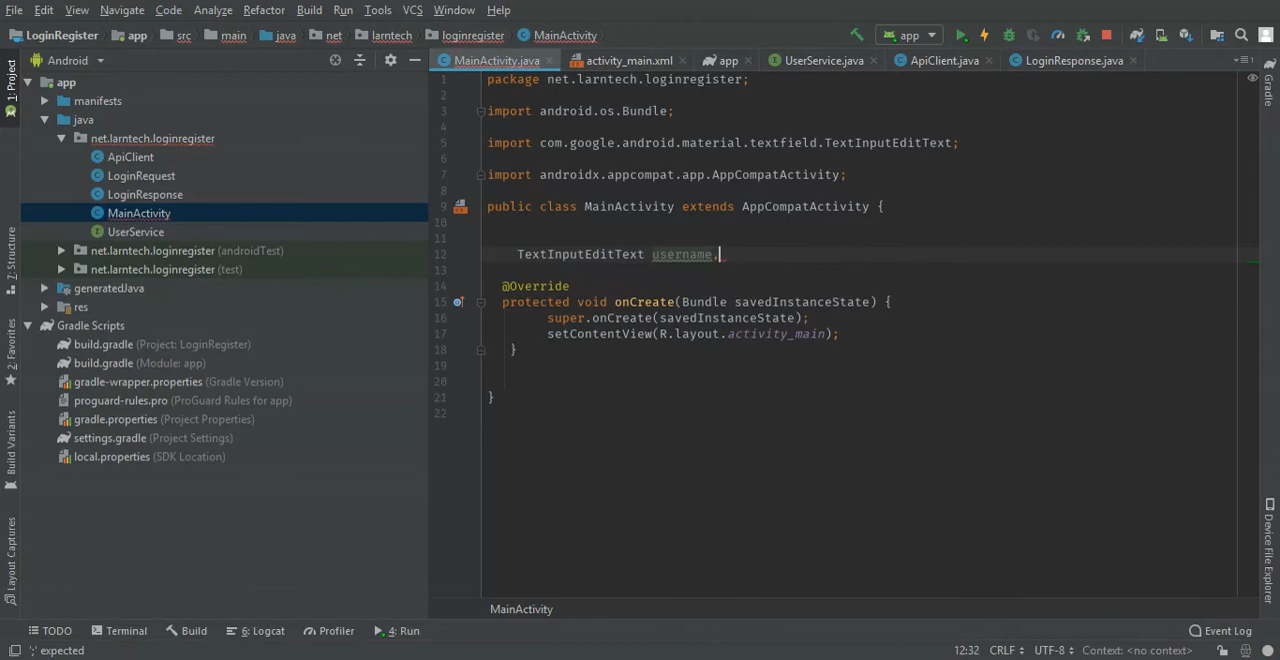 File Edit View Navigate Code Analyze Refactor Build Run Tools VCS Window Help
LoginRegister app src main java net larntech loginregister MainActivity app
Android
MainActivity.java activity_main.xml app UserService.java ApiClient.java LoginResponse.java
1: Project
Z: Structure
2: Favorites
Build Variants
Layout Captures
app
manifests
java
net.larntech.loginregister
ApiClient
LoginRequest
LoginResponse
MainActivity
UserService
net.larntech.loginregister (androidTest)
net.larntech.loginregister (test)
generatedJava
res
Gradle Scripts
build.gradle (Project: LoginRegister)
build.gradle (Module: app)
gradle-wrapper.properties (Gradle Version)
proguard-rules.pro (ProGuard Rules for app)
gradle.properties (Project Properties)
settings.gradle (Project Settings)
local.properties (SDK Location)
1 package net.larntech.loginregister;
2
3 import android.os.Bundle;
4
5 import com.google.android.material.textfield.TextInputEditText;
6
7 import androidx.appcompat.app.AppCompatActivity;
8
9 public class MainActivity extends AppCompatActivity {
10
11
12 TextInputEditText username,
13
14 @Override
15 protected void onCreate(Bundle savedInstanceState) {
16 super.onCreate(savedInstanceState);
17 setContentView(R.layout.activity_main);
18 }
19
20
21 }
22
MainActivity
Gradle
Device File Explorer
TODO Terminal Build 6: Logcat Profiler 4: Run Event Log
';' expected 12:32 CRLF UTF-8 Context: <no context>